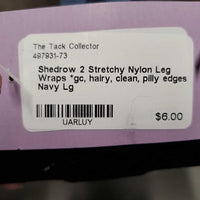 The Tack Collector
497931-73
Shedrow 2 Stretchy Nylon Leg
Wraps *gc, hairy, clean, pilly edges
Navy Lg
UARLUY
$6.00